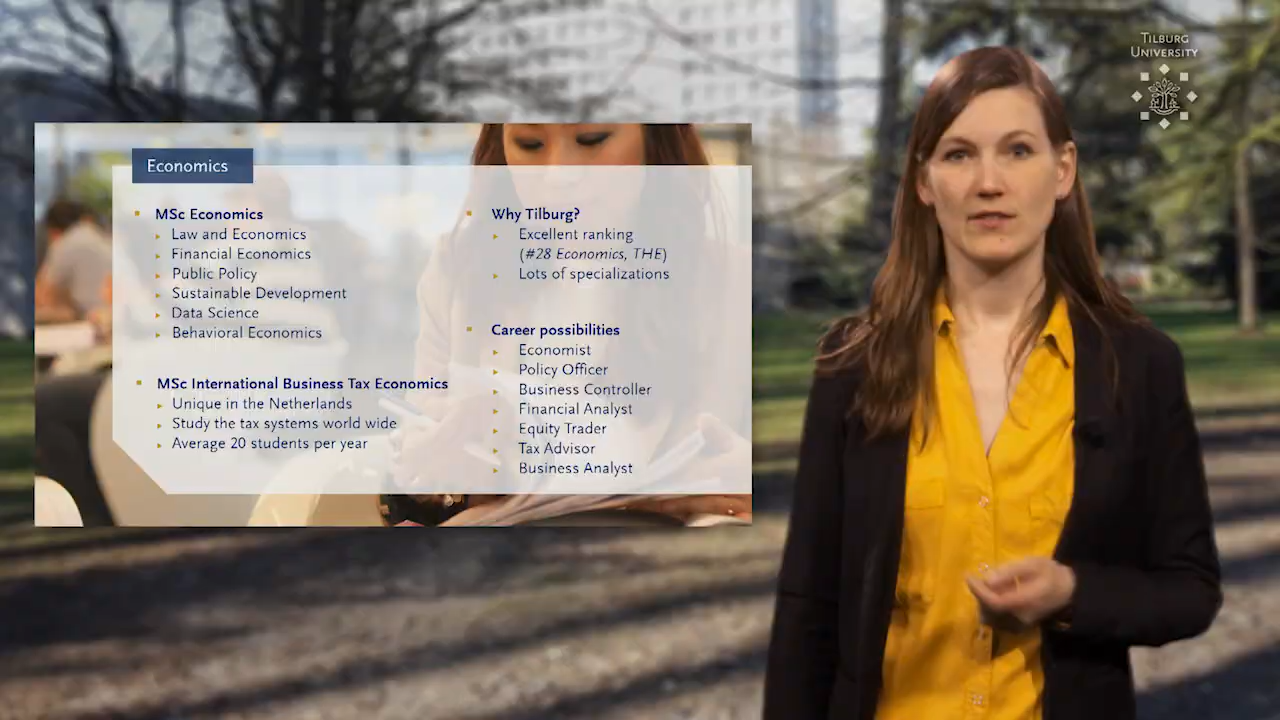 Economics
MSc Economics
Law and Economics
Financial Economics
Public Policy
Sustainable Development
Data Science
Behavioral Economics
MSc International Business Tax Economics
Unique in the Netherlands
Study the tax systems world wide
Average 20 students per year
Why Tilburg?
Excellent ranking
(#28 Economics, THE)
Lots of specializations
Career possibilities
Economist
Policy Officer
Business Controller
Financial Analyst
Equity Trader
Tax Advisor
Business Analyst
TILBURG
UNIVERSITY